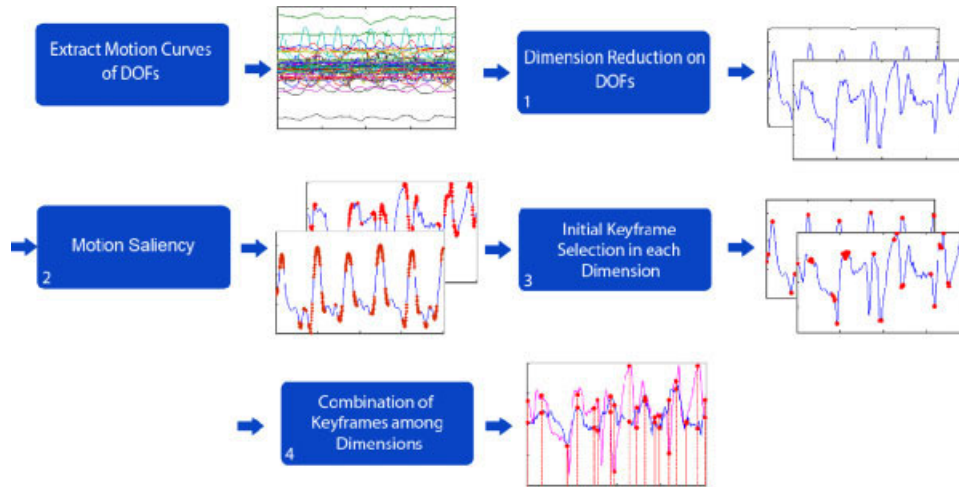 Extract Motion Curves
of DOFs
Dimension Reduction on
DOFs
1
Motion Saliency
2
Initial Keyframe
Selection in each
Dimension
3
Combination of
Keyframes among
Dimensions
4